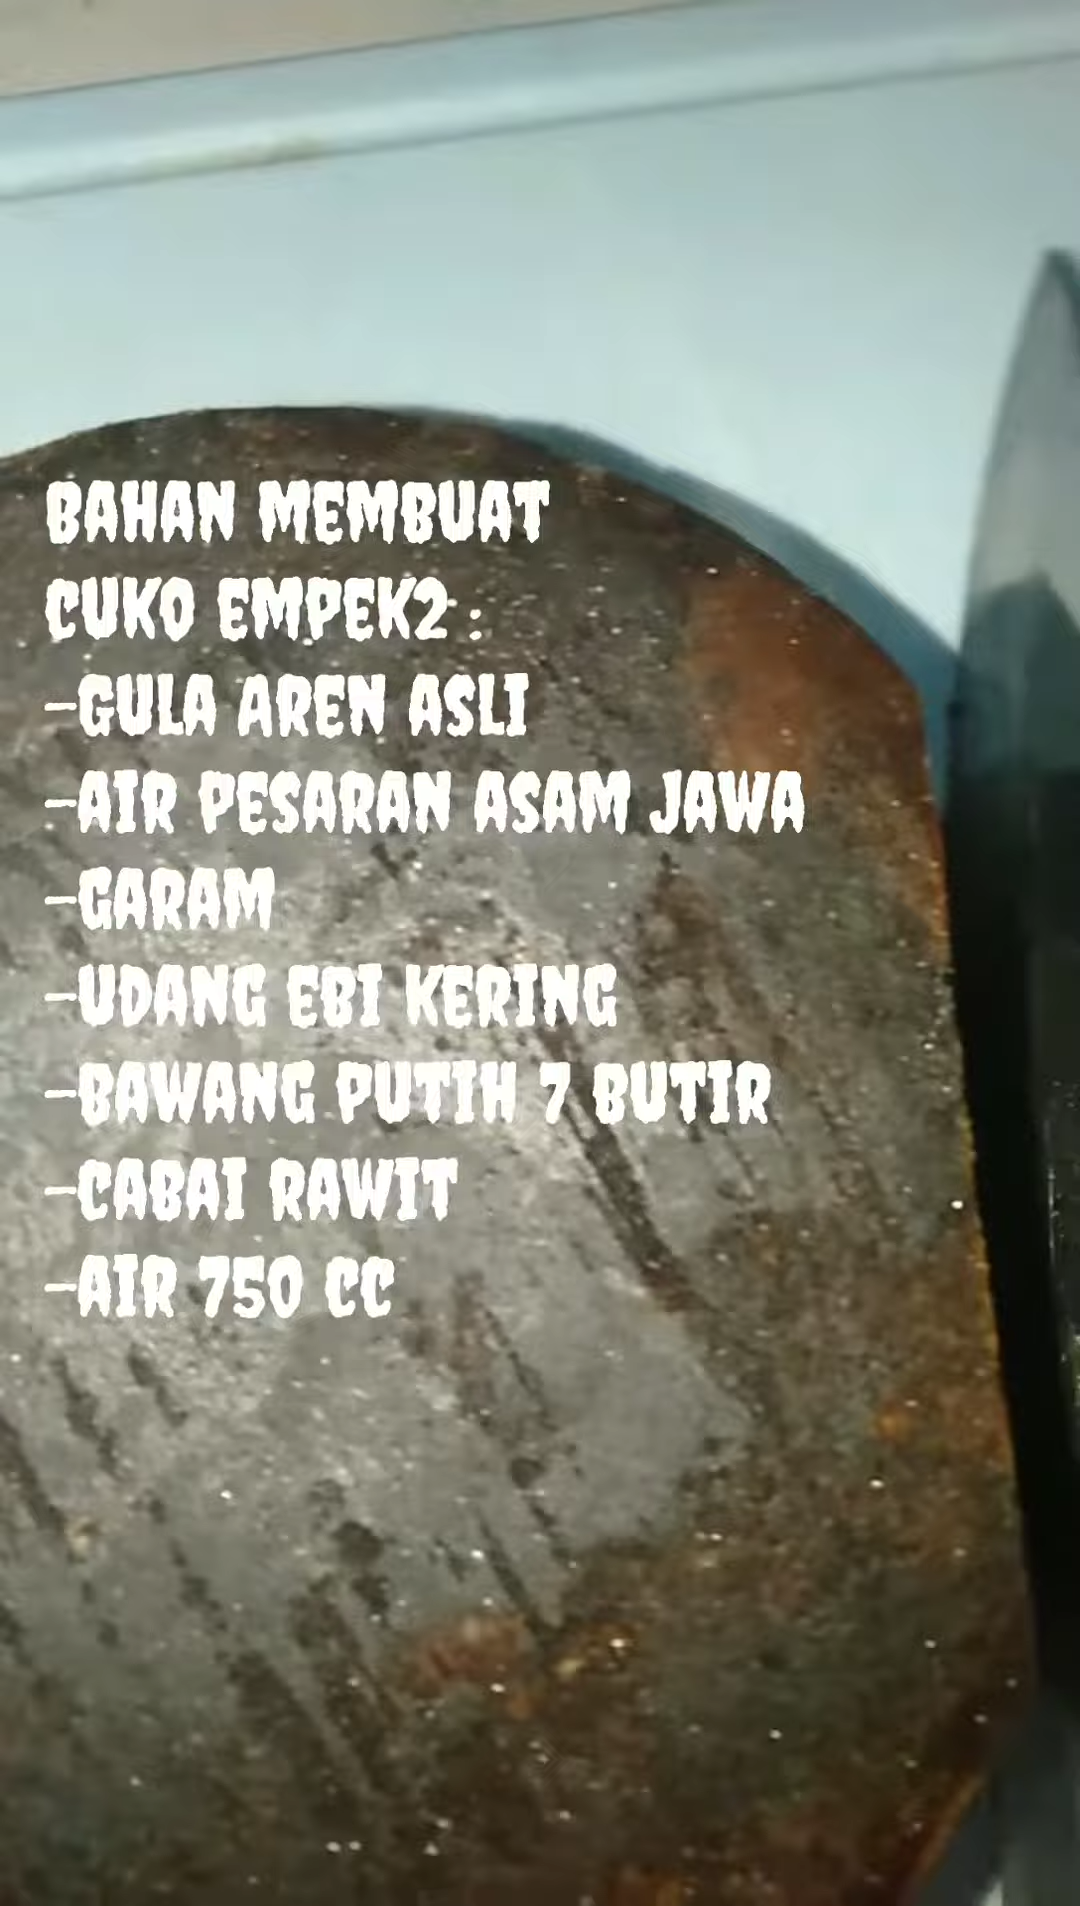 BAHAN MEMBUAT
CUKO EMPEK2 :
-GULA AREN ASLI
-AIR PESARAN ASAM JAWA
-GARAM
-UDANG EBI KERING
-BAWANG PUTIH 7 BUTIR
-CABAI RAWIT
-AIR 750 CC